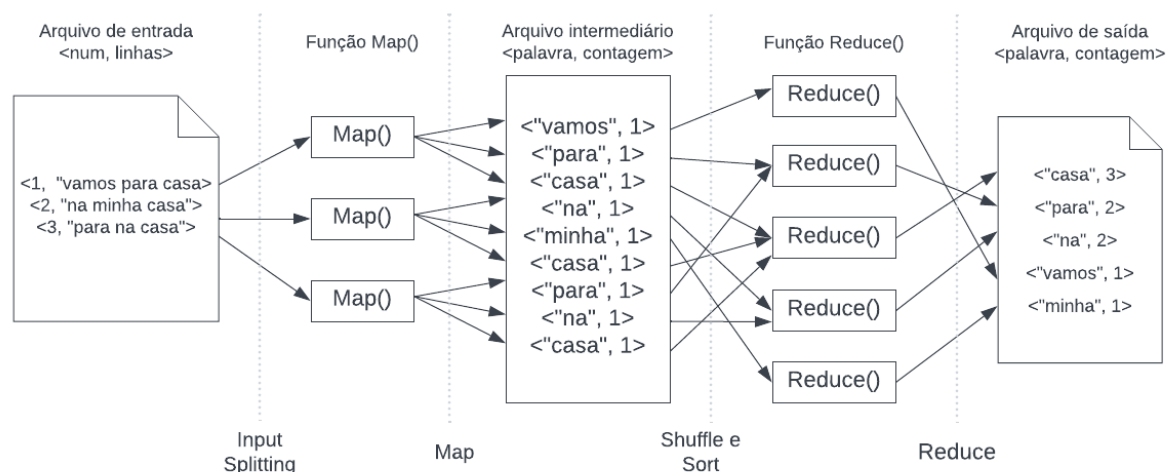 Arquivo de entrada
<num, linhas>
Função Map()
Arquivo intermediário
<palavra, contagem>
Função Reduce()
Arquivo de saída
<palavra, contagem>
<1, "vamos para casa>
<2, "na minha casa">
<3, "para na casa">
Map()
Map()
Map()
<"vamos", 1>
<"para", 1>
<"casa", 1>
<"na", 1>
<"minha", 1>
<"casa", 1>
<"para", 1>
<"na", 1>
<"casa", 1>
Reduce()
Reduce()
Reduce()
Reduce()
Reduce()
<"casa", 3>
<"para", 2>
<"na", 2>
<"vamos", 1>
<"minha", 1>
Input
Splitting
Map
Shuffle e
Sort
Reduce